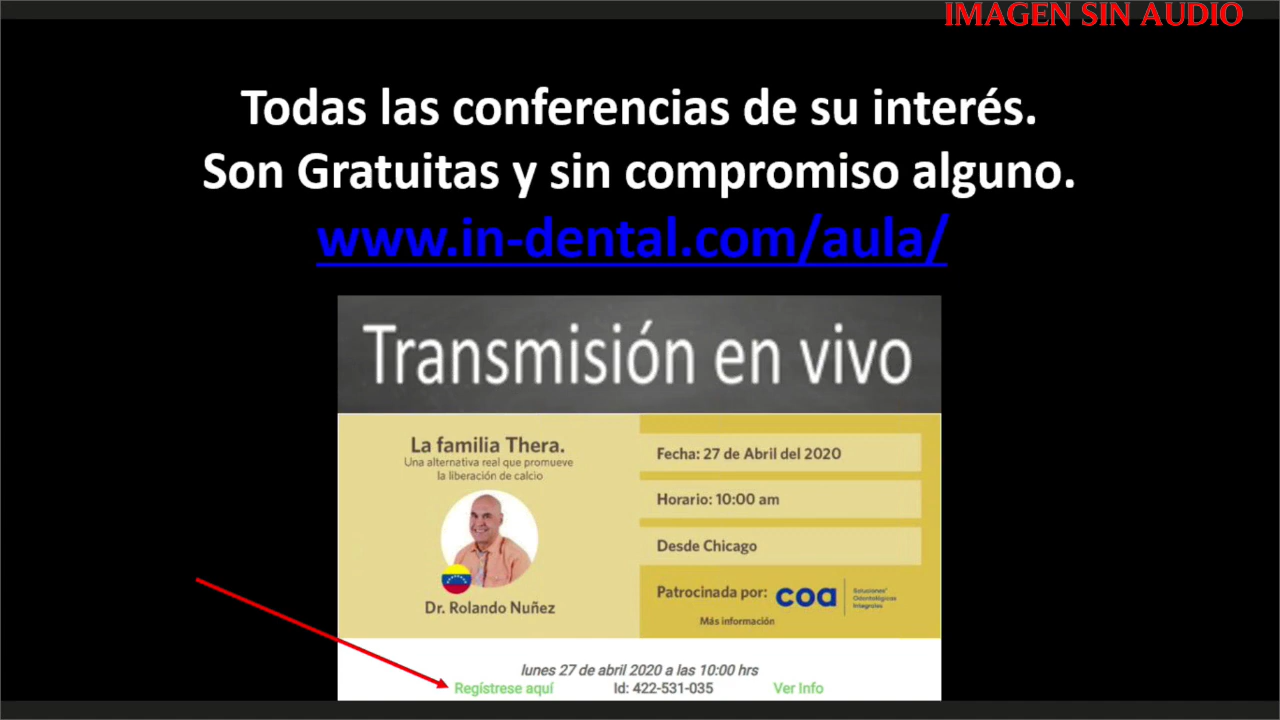 IMAGEN SIN AUDIO
Todas las conferencias de su interés.
Son Gratuitas y sin compromiso alguno.
www.in-dental.com/aula/
Transmisión en vivo
La familia Thera.
Una alternativa real que promueve
la liberación de calcio
Dr. Rolando Nuñez
Fecha: 27 de Abril del 2020
Horario: 10:00 am
Desde Chicago
Patrocinada por: coa
Soluciones
Odontológicas
Integrales
Más información
lunes 27 de abril 2020 a las 10:00 hrs
Regístrese aquí Id: 422-531-035 Ver Info